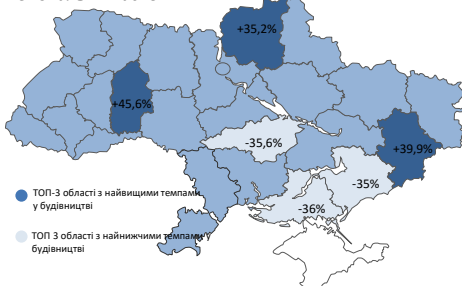 +35,2%
+45,6%
-35,6%
+39,9%
-35%
-36%
ТОП-3 області з найвищими темпами
у будівництві
ТОП 3 області з найнижчими темпами у
будівництві